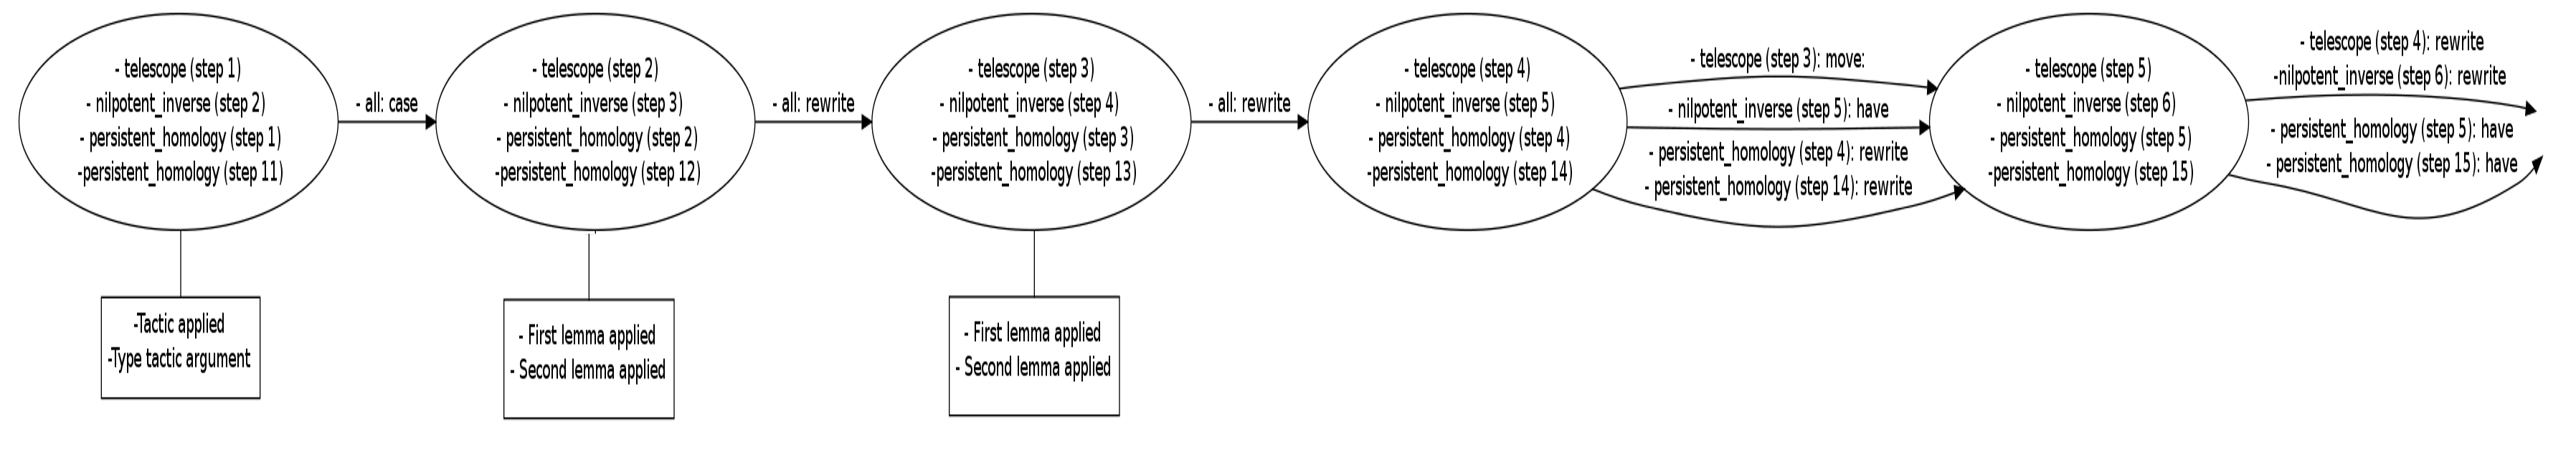 - telescope (step 1)
- nilpotent_inverse (step 2)
- persistent_homology (step 1)
-persistent_homology (step 11)
-Tactic applied
-Type tactic argument
- all: case
- telescope (step 2)
- nilpotent_inverse (step 3)
- persistent_homology (step 2)
-persistent_homology (step 12)
- First lemma applied
- Second lemma applied
- all: rewrite
- telescope (step 3)
- nilpotent_inverse (step 4)
- persistent_homology (step 3)
-persistent_homology (step 13)
- First lemma applied
- Second lemma applied
- all: rewrite
- telescope (step 4)
- nilpotent_inverse (step 5)
- persistent_homology (step 4)
-persistent_homology (step 14)
- telescope (step 3): move:
- nilpotent_inverse (step 5): have
- persistent_homology (step 4): rewrite
- persistent_homology (step 14): rewrite
- telescope (step 5)
- nilpotent_inverse (step 6)
- persistent_homology (step 5)
-persistent_homology (step 15)
- telescope (step 4): rewrite
-nilpotent_inverse (step 6): rewrite
- persistent_homology (step 5): have
- persistent_homology (step 15): have